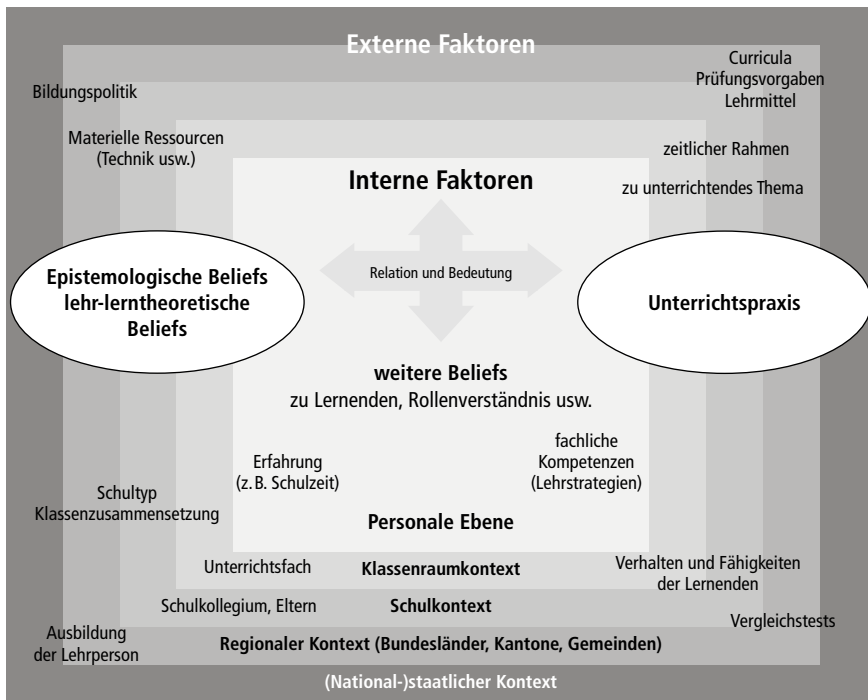 Externe Faktoren
Curricula
Prüfungsvorgaben
Lehrmittel
Bildungspolitik
Materielle Ressourcen
(Technik usw.)
zeitlicher Rahmen
zu unterrichtendes Thema
Interne Faktoren
Relation und Bedeutung
Epistemologische Beliefs
lehr-lerntheoretische
Beliefs
Unterrichtspraxis
weitere Beliefs
zu Lernenden, Rollenverständnis usw.
Erfahrung
(z. B. Schulzeit)
fachliche
Kompetenzen
(Lehrstrategien)
Schultyp
Klassenzusammensetzung
Personale Ebene
Unterrichtsfach
Klassenraumkontext
Verhalten und Fähigkeiten
der Lernenden
Schulkollegium, Eltern
Schulkontext
Vergleichstests
Ausbildung
der Lehrperson
Regionaler Kontext (Bundesländer, Kantone, Gemeinden)
(National-)staatlicher Kontext